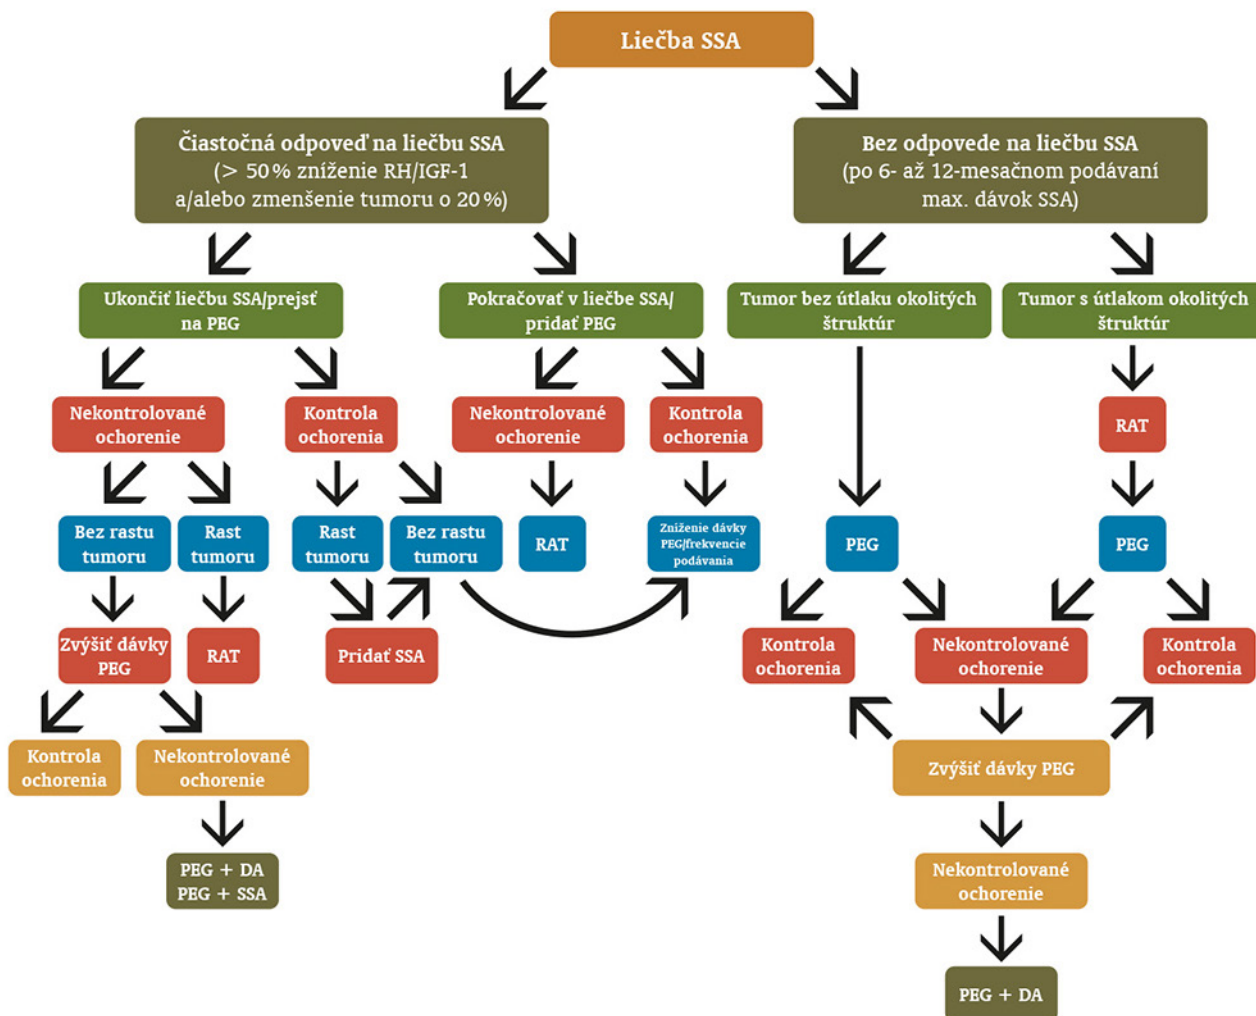 Liečba SSA
Čiastočná odpoveď na liečbu SSA
(> 50 % zníženie RH/IGF-1
a/alebo zmenšenie tumoru o 20 %)
Bez odpovede na liečbu SSA
(po 6- až 12-mesačnom podávaní
max. dávok SSA)
Ukončiť liečbu SSA/prejsť
na PEG
Pokračovať v liečbe SSA/
pridať PEG
Tumor bez útlaku okolitých
štruktúr
Tumor s útlakom okolitých
štruktúr
Nekontrolované
ochorenie
Kontrola
ochorenia
Nekontrolované
ochorenie
Kontrola
ochorenia
RAT
Bez rastu
tumoru
Rast
tumoru
Rast
tumoru
Bez rastu
tumoru
RAT
Zníženie dávky
PEG/frekvencie
podávania
PEG
PEG
Zvýšiť dávky
PEG
RAT
Pridať SSA
Kontrola
ochorenia
Nekontrolované
ochorenie
Kontrola
ochorenia
Kontrola
ochorenia
Nekontrolované
ochorenie
Zvýšiť dávky PEG
PEG + DA
PEG + SSA
Nekontrolované
ochorenie
PEG + DA